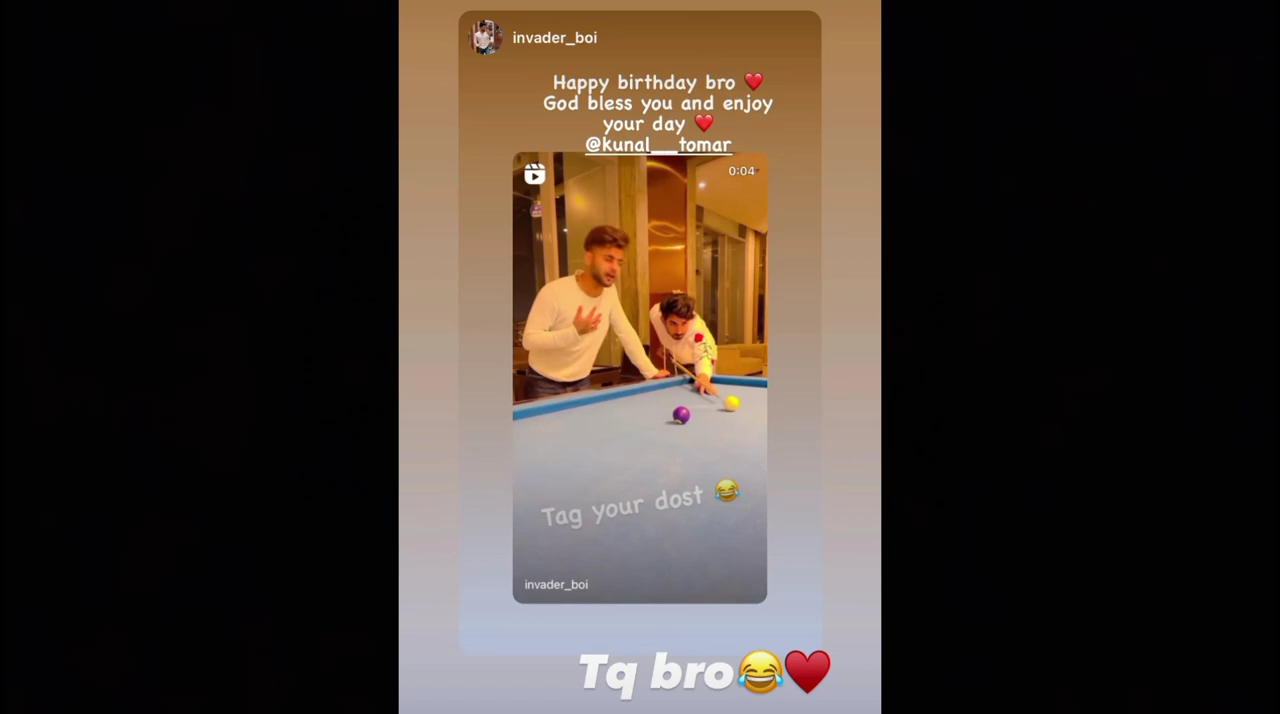 invader_boi
Happy birthday bro ❤️
God bless you and enjoy
your day ❤️
@kunal__tomar
0:04
Tag your dost 😂
invader_boi
Tq bro😂♥️